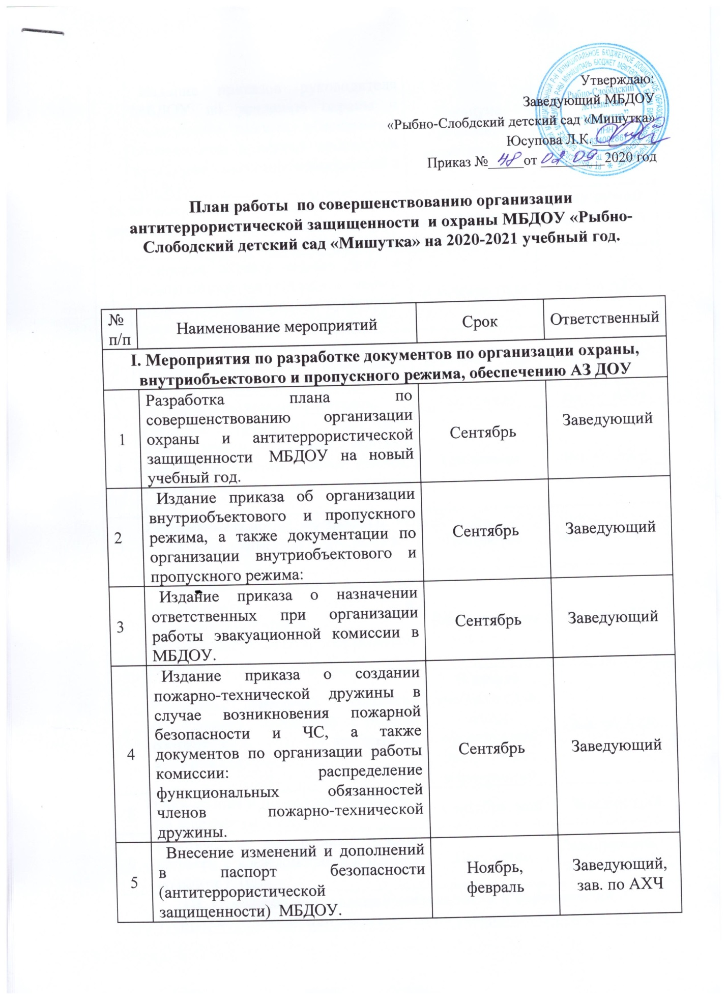 Утверждаю:
Заведующий МБДОУ
«Рыбно-Слобдский детский сад «Мишутка»
Юсупова Л.К.
Приказ № 48 от 02.09 2020 год
План работы по совершенствованию организации
антитеррористической защищенности и охраны МБДОУ «Рыбно-
Слободский детский сад «Мишутка» на 2020-2021 учебный год.
№
п/п
Наименование мероприятий
Срок
Ответственный
I. Мероприятия по разработке документов по организации охраны,
внутриобъектового и пропускного режима, обеспечению АЗ ДОУ
1
Разработка плана по
совершенствованию организации
охраны и антитеррористической
защищенности МБДОУ на новый
учебный год.
Сентябрь
Заведующий
2
Издание приказа об организации
внутриобъектового и пропускного
режима, а также документации по
организации внутриобъектового и
пропускного режима:
Сентябрь
Заведующий
3
Издание приказа о назначении
ответственных при организации
работы эвакуационной комиссии в
МБДОУ.
Сентябрь
Заведующий
4
Издание приказа о создании
пожарно-технической дружины в
случае возникновения пожарной
безопасности и ЧС, а также
документов по организации работы
комиссии: распределение
функциональных обязанностей
членов пожарно-технической
дружины.
Сентябрь
Заведующий
5
Внесение изменений и дополнений
в паспорт безопасности
(антитеррористической
защищенности) МБДОУ.
Ноябрь,
февраль
Заведующий,
зав. по АХЧ
Рыбно-Слободский
детский сад
"Мишутка"
ИНН